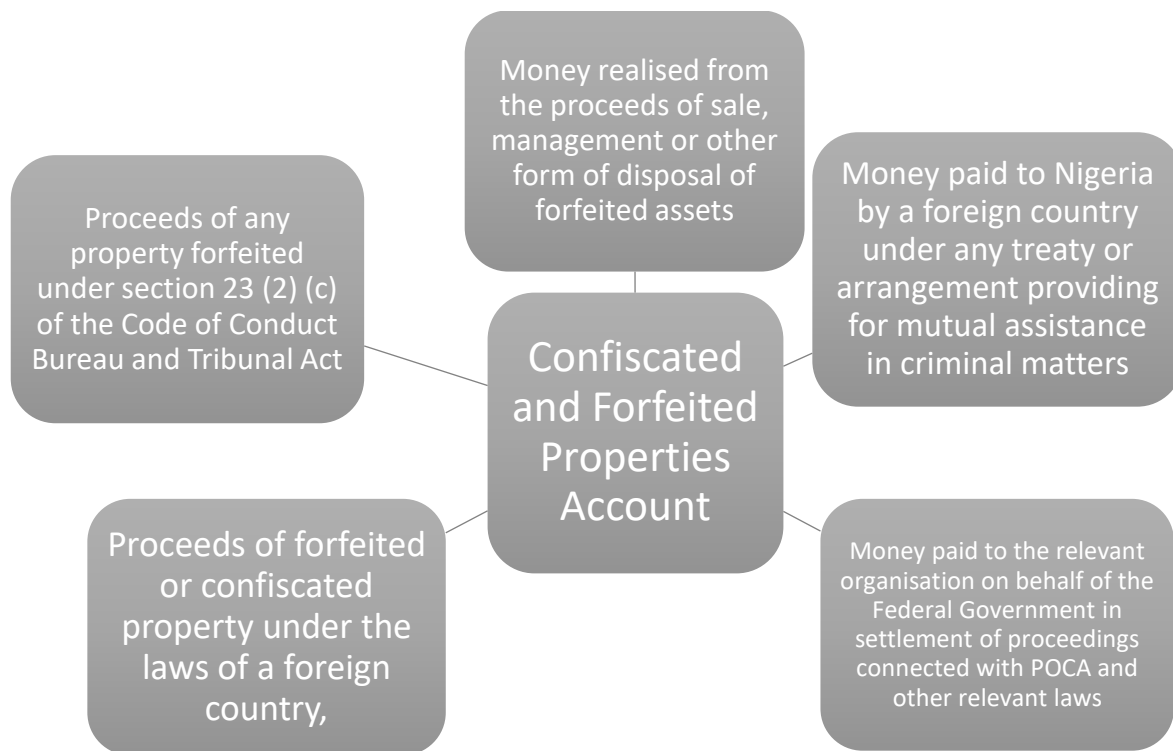 Money realised from
the proceeds of sale,
management or other
form of disposal of
forfeited assets
Proceeds of any
property forfeited
under section 23 (2) (c)
of the Code of Conduct
Bureau and Tribunal Act
Money paid to Nigeria
by a foreign country
under any treaty or
arrangement providing
for mutual assistance
in criminal matters
Confiscated
and Forfeited
Properties
Account
Proceeds of forfeited
or confiscated
property under the
laws of a foreign
country,
Money paid to the relevant
organisation on behalf of the
Federal Government in
settlement of proceedings
connected with POCA and
other relevant laws